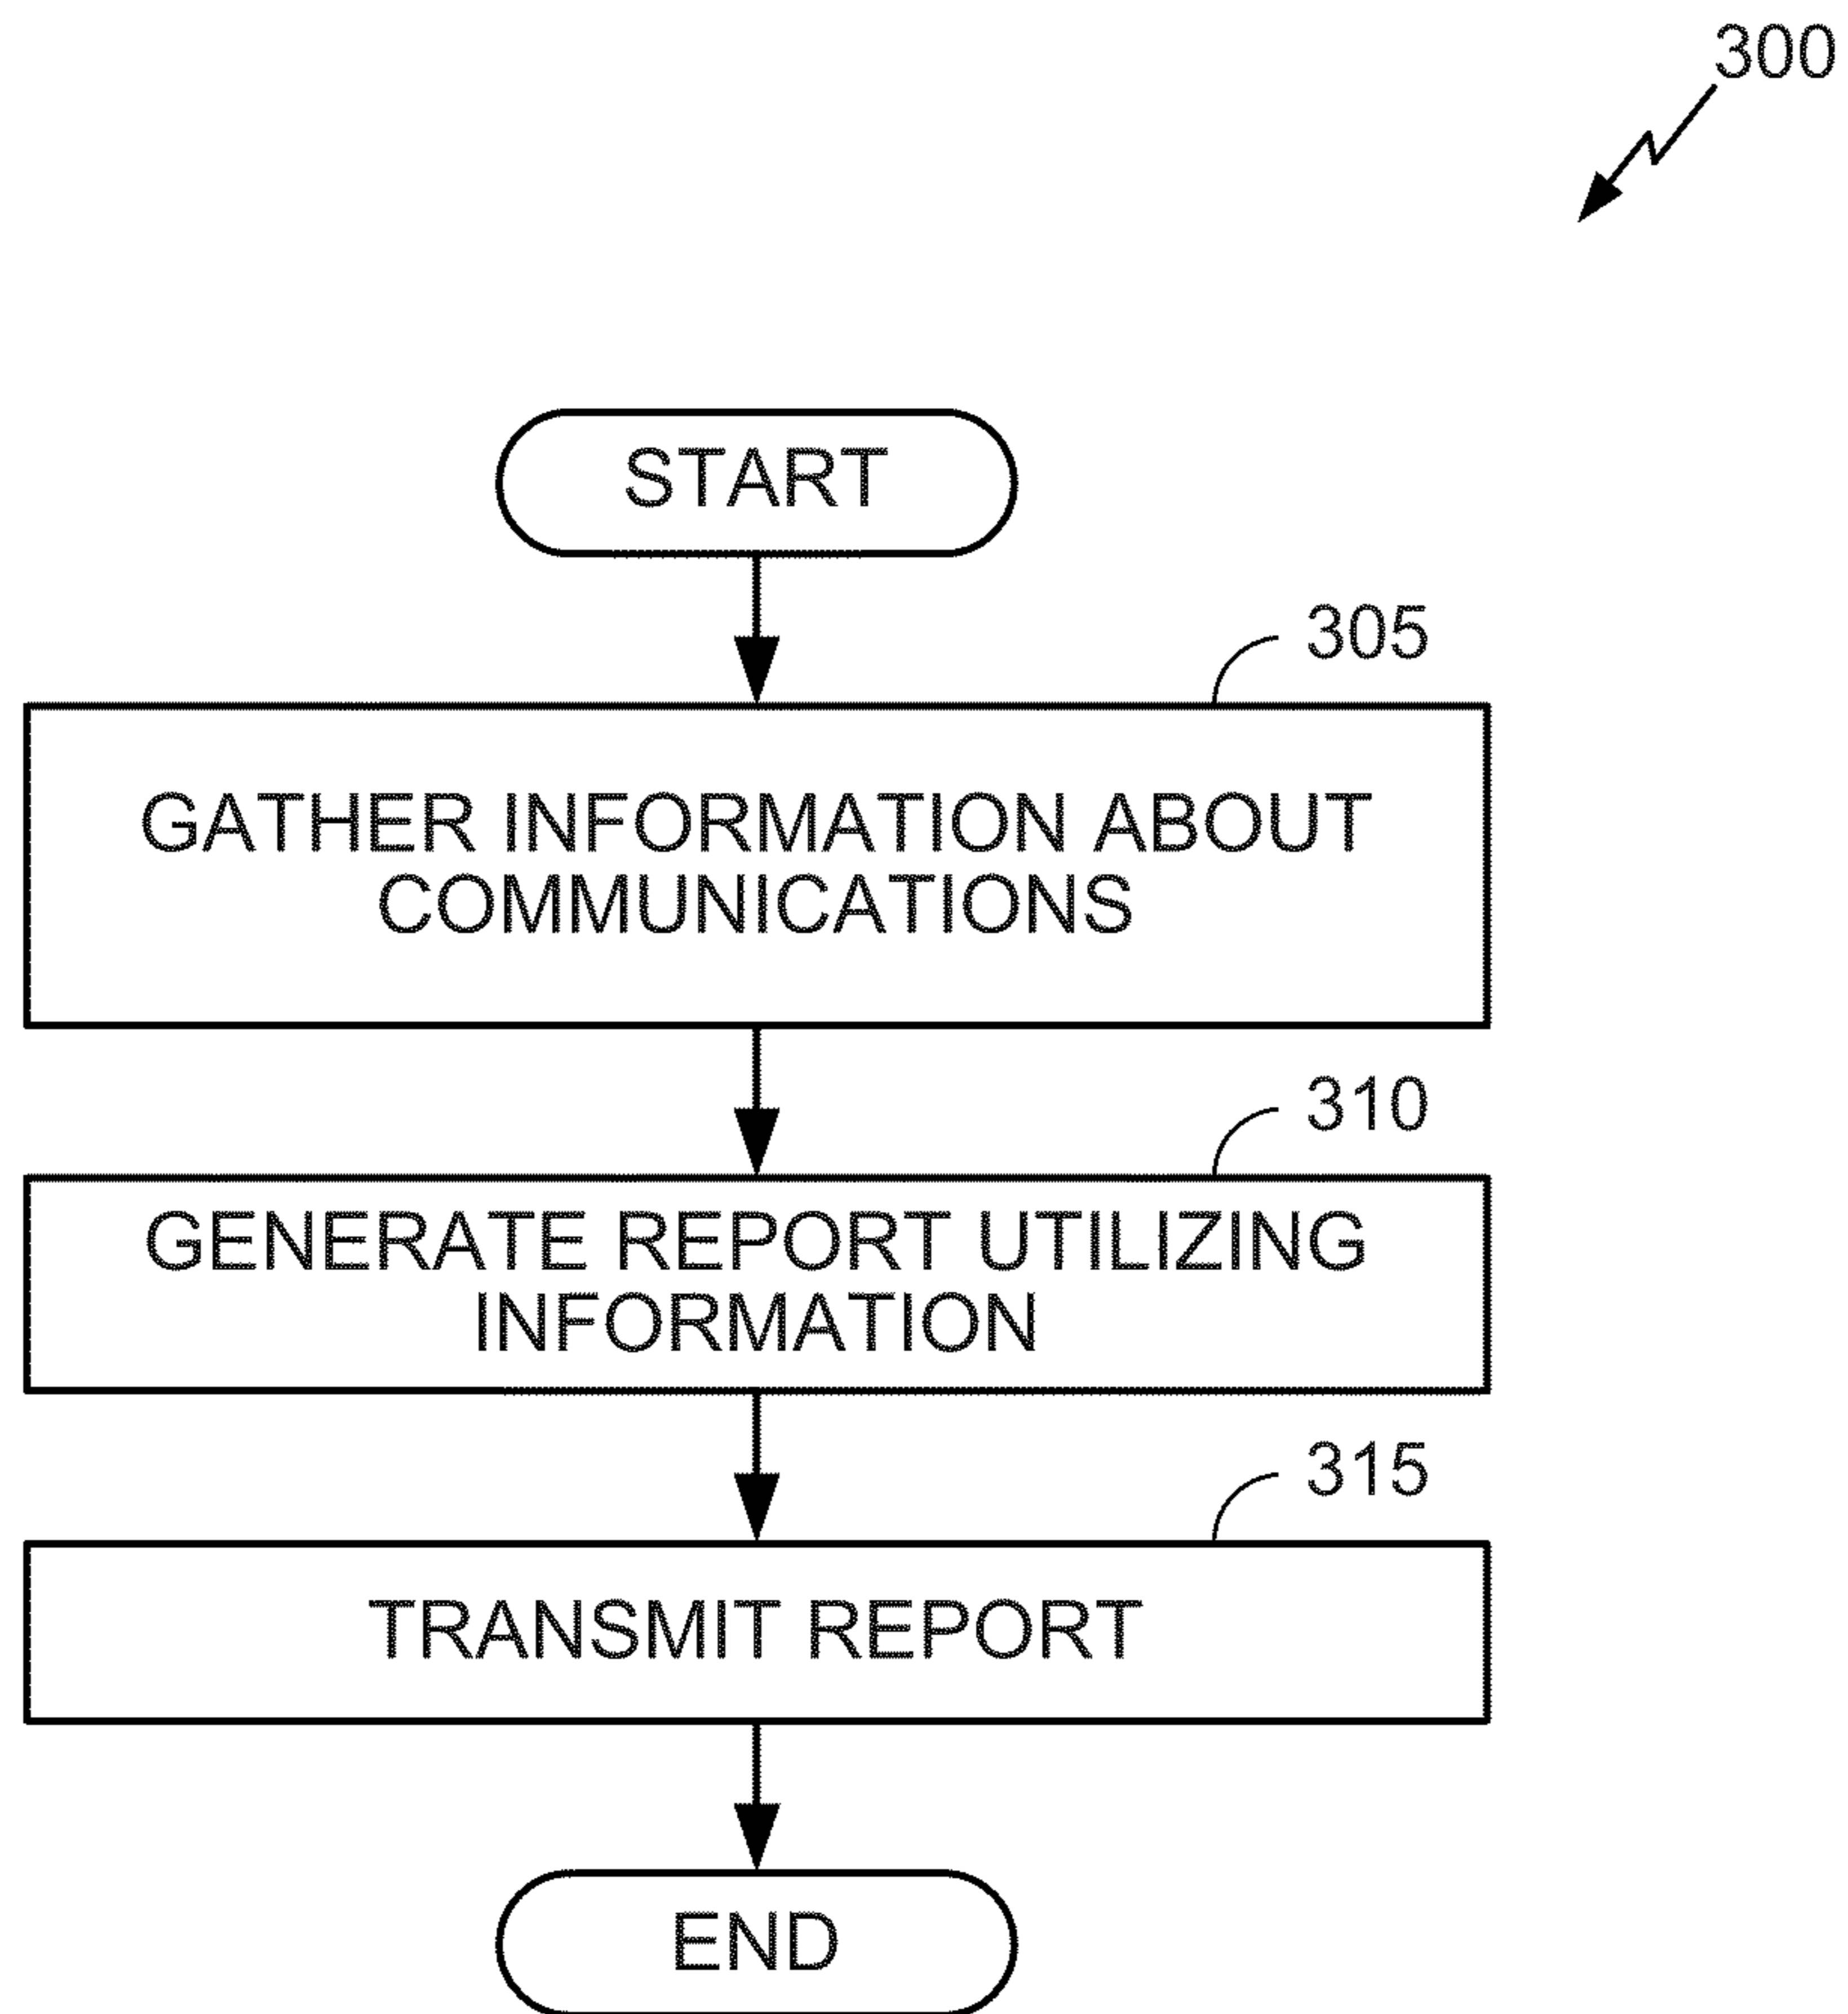 300
START
305
GATHER INFORMATION ABOUT
COMMUNICATIONS
310
GENERATE REPORT UTILIZING
INFORMATION
315
TRANSMIT REPORT
END